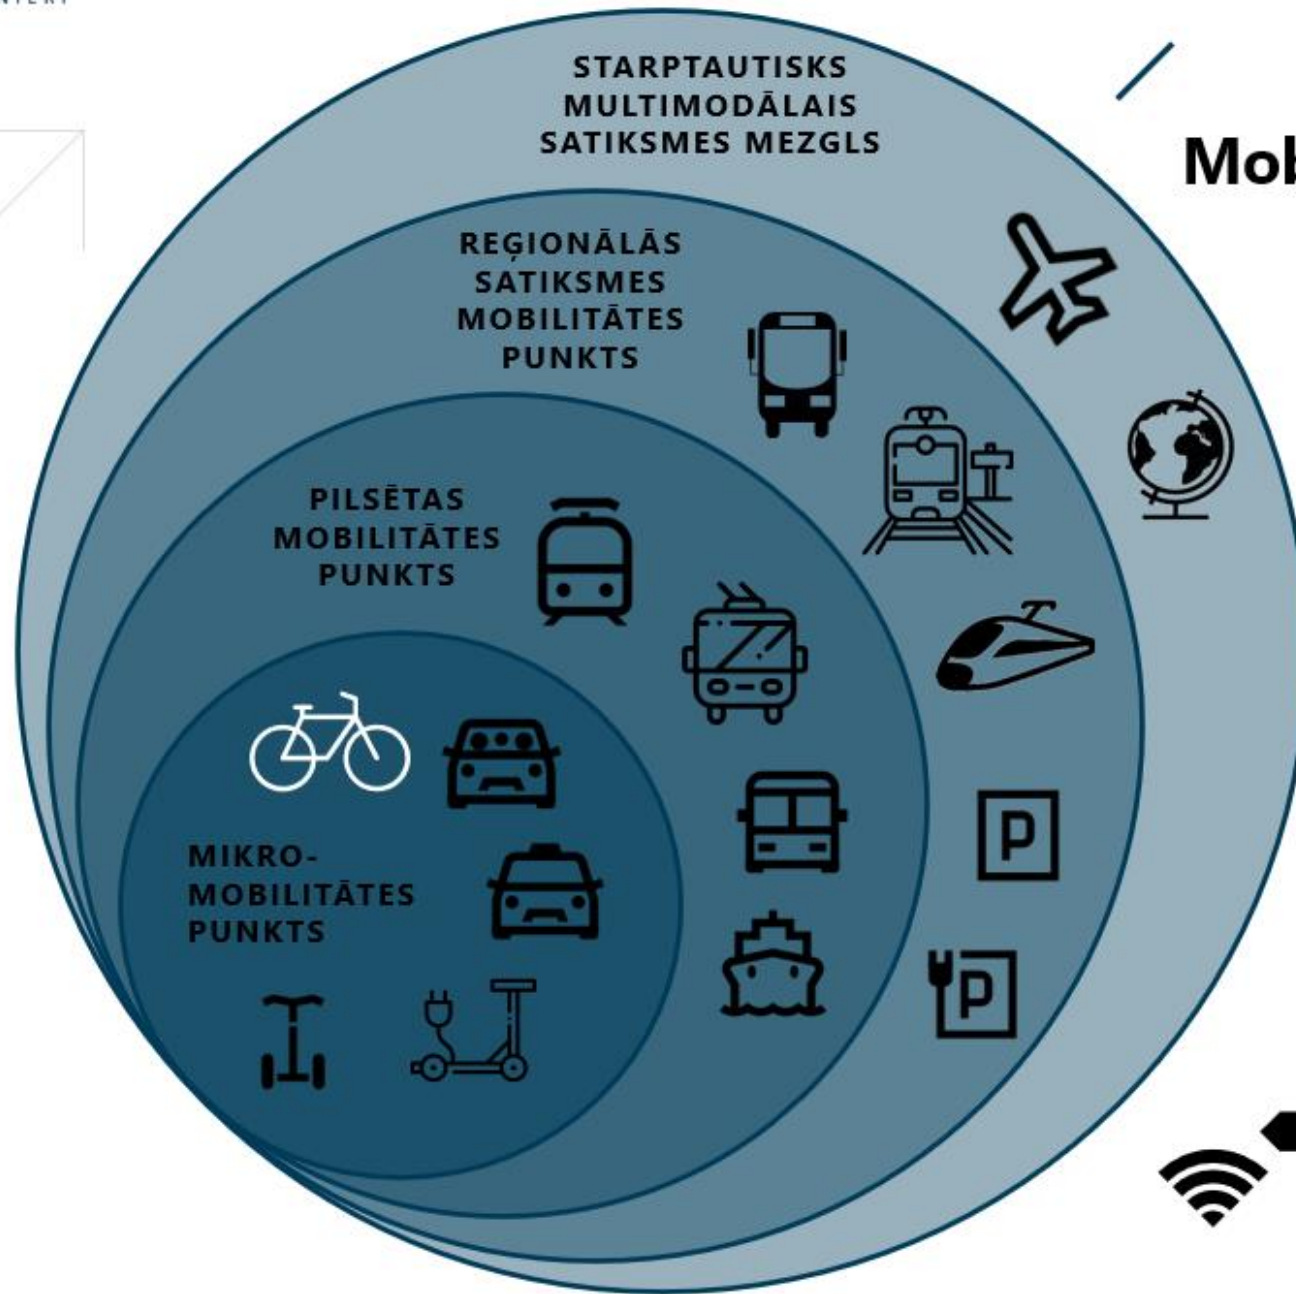 STARPTAUTISKS
MULTIMODĀLAIS
SATIKSMES MEZGLS
Mob
REĢIONĀLĀS
SATIKSMES
MOBILITĀTES
PUNKTS
PILSĒTAS
MOBILITĀTES
PUNKTS
MIKRO-
MOBILITĀTES
PUNKTS
P
P